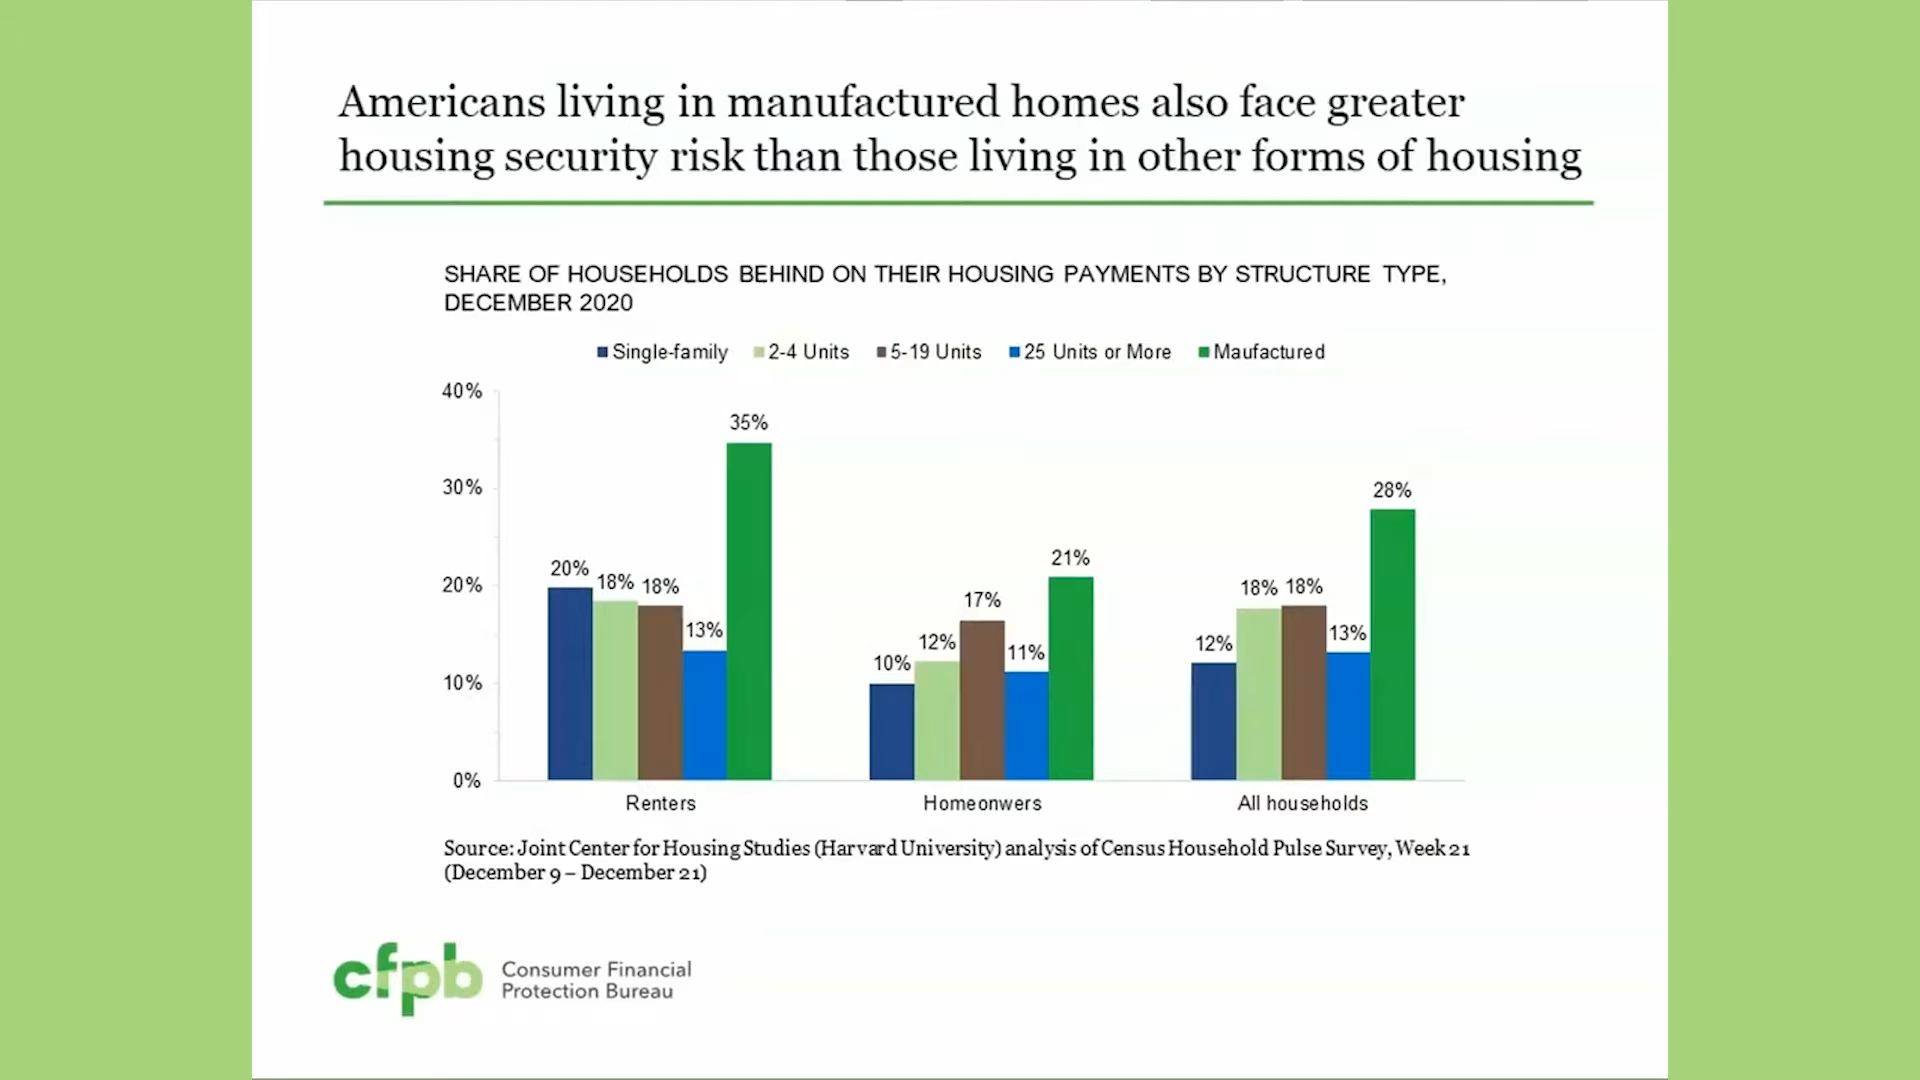 Americans living in manufactured homes also face greater
housing security risk than those living in other forms of housing
SHARE OF HOUSEHOLDS BEHIND ON THEIR HOUSING PAYMENTS BY STRUCTURE TYPE,
DECEMBER 2020
Single-family 2-4 Units 5-19 Units 25 Units or More Maufactured
40%
30%
20%
10%
0%
20% 18% 18% 13% 35%
10% 12% 17% 11% 21%
12% 18% 18% 13% 28%
Renters Homeonwers All households
Source: Joint Center for Housing Studies (Harvard University) analysis of Census Household Pulse Survey, Week 21
(December 9 – December 21)
cfpb
Consumer Financial
Protection Bureau